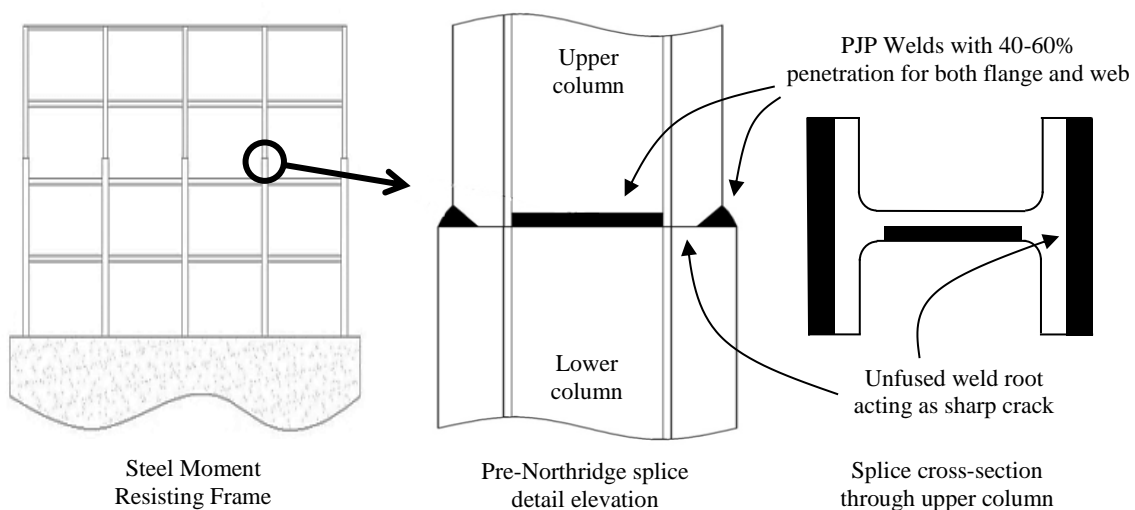 Upper
column
PJP Welds with 40-60%
penetration for both flange and web
Lower
column
Unfused weld root
acting as sharp crack
Steel Moment
Resisting Frame
Pre-Northridge splice
detail elevation
Splice cross-section
through upper column